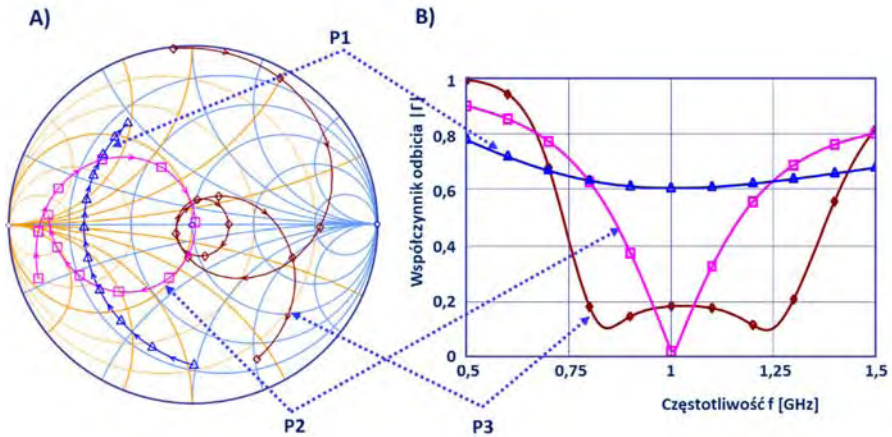 A)
B)
P1
Współczynnik odbicia |Γ|
1
0,8
0,6
0,4
0,2
0
0,5
0,75
1
1,25
1,5
Częstotliwość f [GHz]
P2
P3